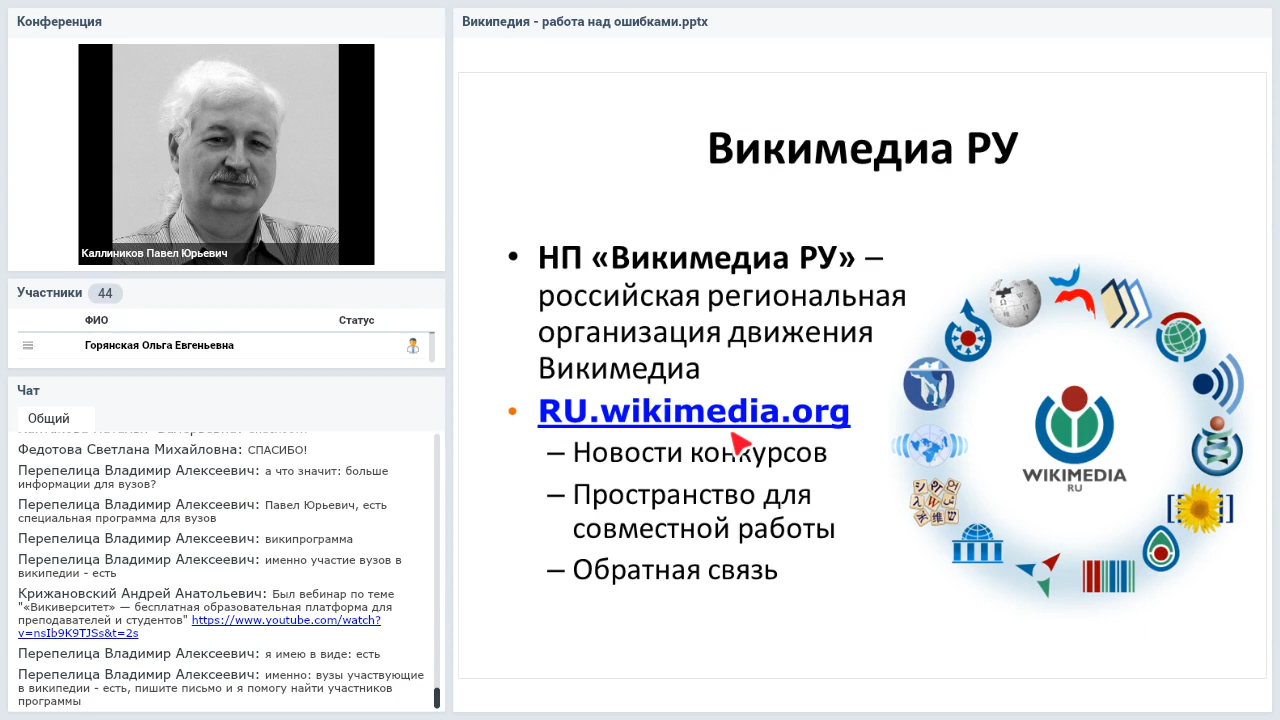 Конференция
Каллиников Павел Юрьевич
Участники 44
ФИО Статус
Горянская Ольга Евгеньевна
Чат
Общий
Федотова Светлана Михайловна: СПАСИБО!
Перепелица Владимир Алексеевич: а что значит: больше
информации для вузов?
Перепелица Владимир Алексеевич: Павел Юрьевич, есть
специальная программа для вузов
Перепелица Владимир Алексеевич: википрограмма
Перепелица Владимир Алексеевич: именно участие вузов в
википедии - есть
Крижановский Андрей Анатольевич: Был вебинар по теме
"«Викиверситет» — бесплатная образовательная платформа для
преподавателей и студентов" https://www.youtube.com/watch?
v=nsIb9K9TJSs&t=2s
Перепелица Владимир Алексеевич: я имею в виде: есть
Перепелица Владимир Алексеевич: именно: вузы участвующие
в википедии - есть, пишите письмо и я помогу найти участников
программы
Википедия - работа над ошибками.pptx
Викимедиа РУ
• НП «Викимедиа РУ» –
российская региональная
организация движения
Викимедиа
• RU.wikimedia.org
– Новости конкурсов
– Пространство для
совместной работы
– Обратная связь
WIKIMEDIA
RU